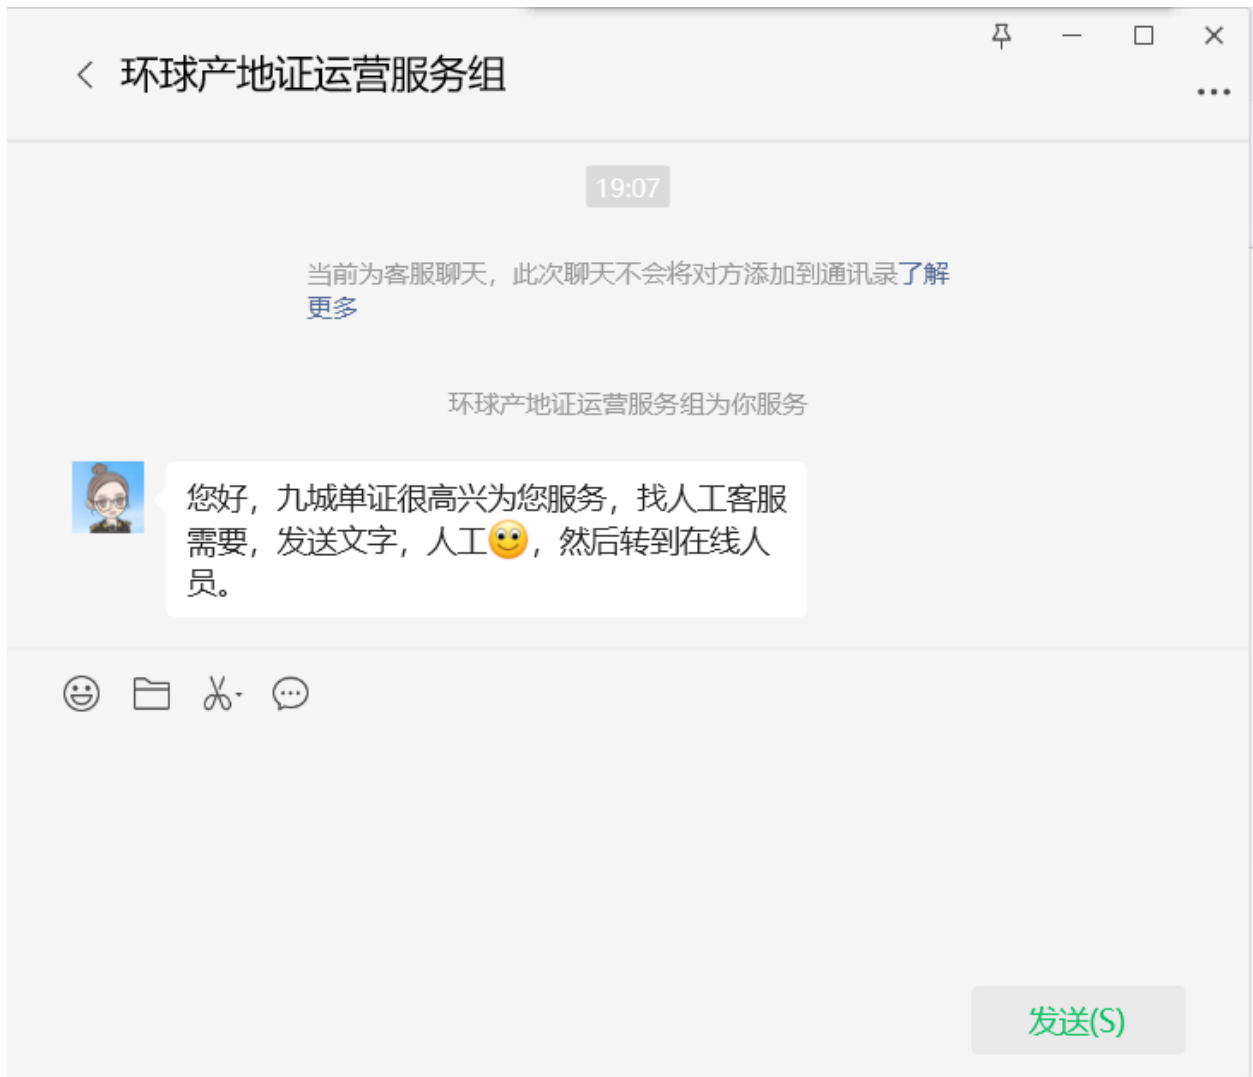 环球产地证运营服务组
19:07
当前为客服聊天，此次聊天不会将对方添加到通讯录了解
更多
环球产地证运营服务组为你服务
您好，九城单证很高兴为您服务，找人工客服
需要，发送文字，人工🙂，然后转到在线人
员。
发送(S)